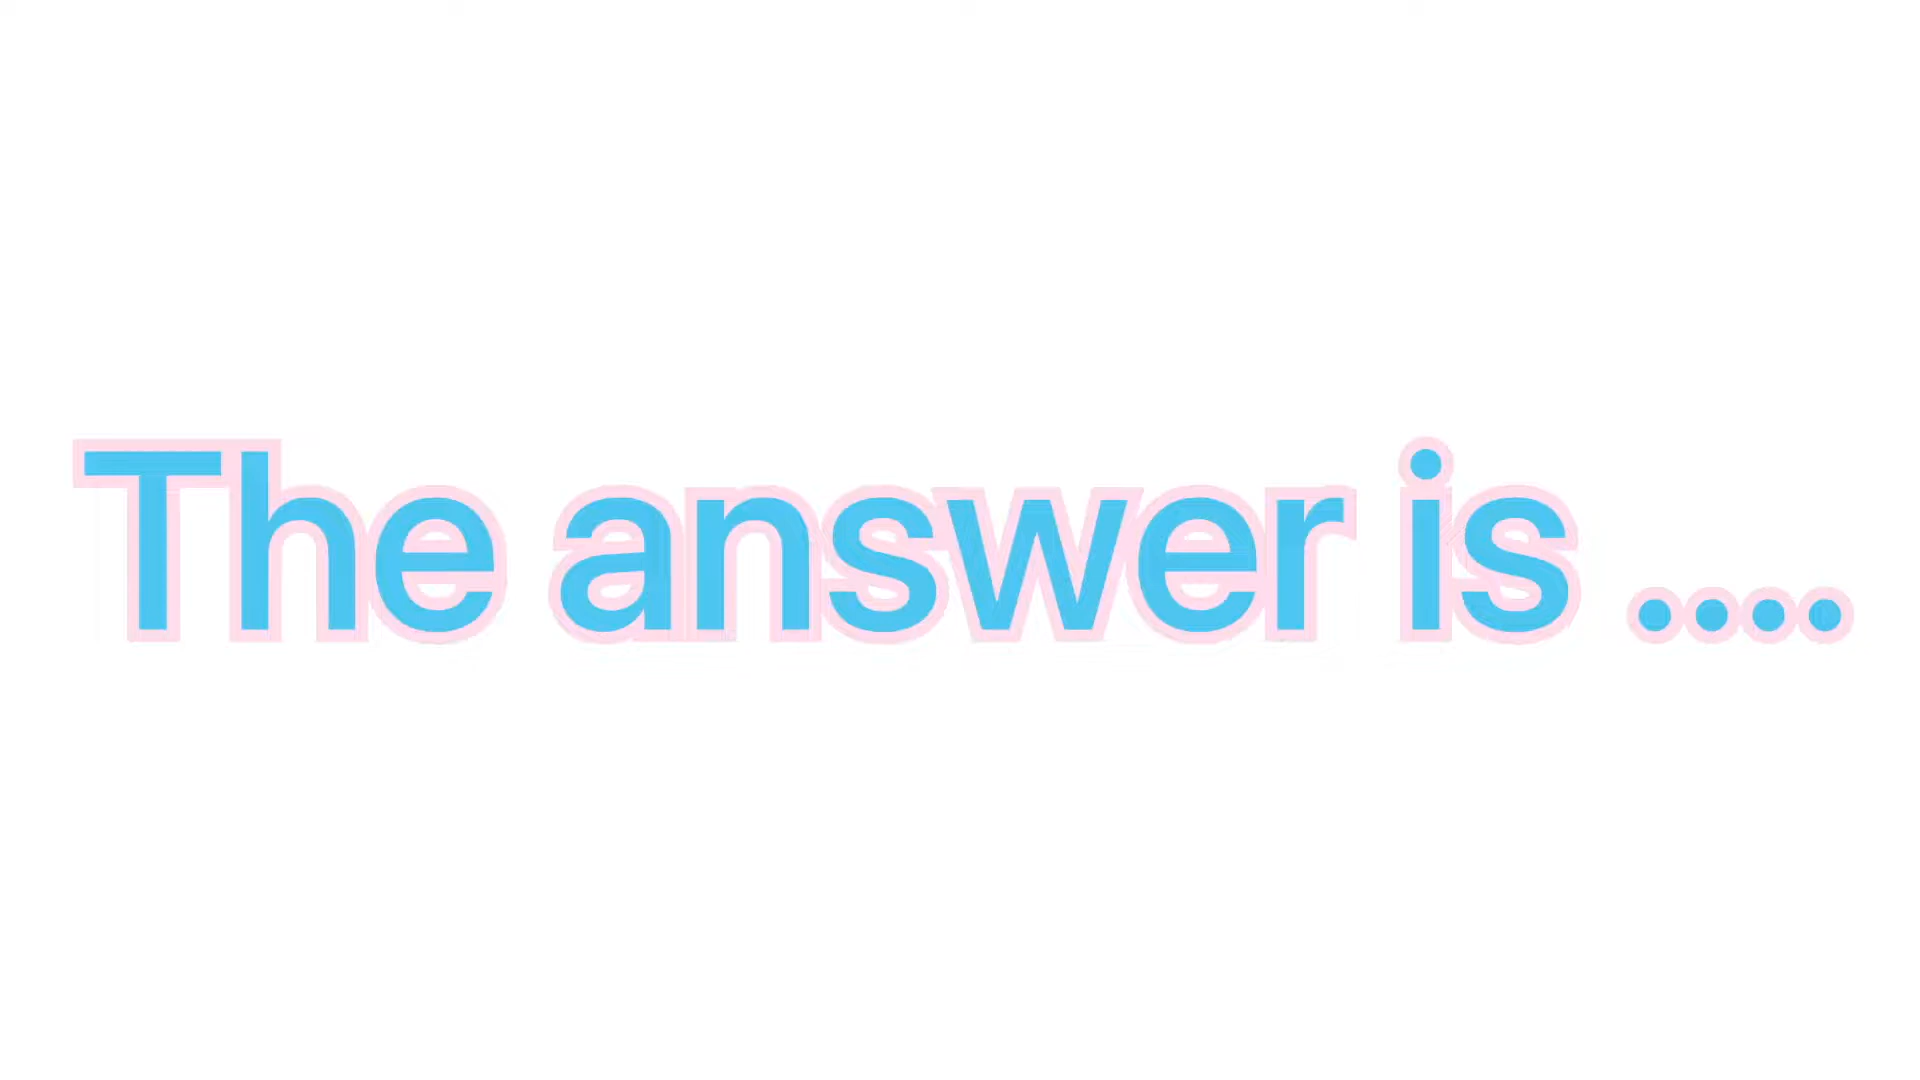 The answer is ....